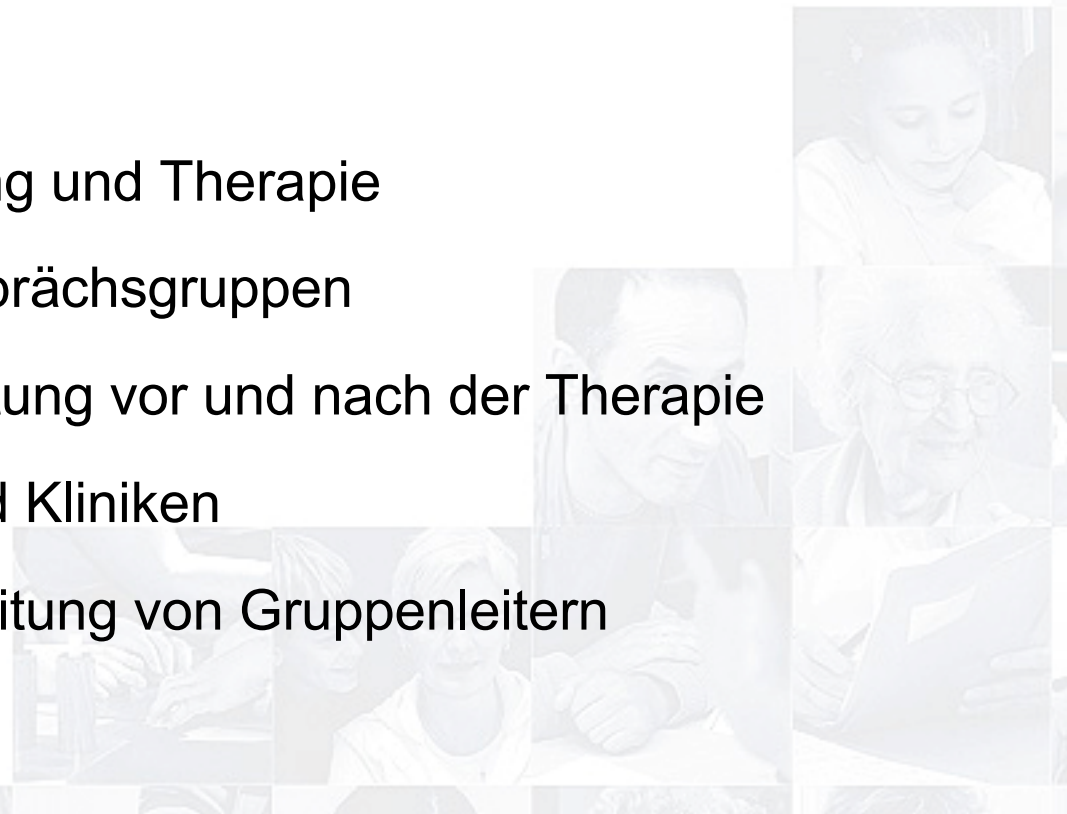 und Therapie
prächsgruppen
ung vor und nach der Therapie
Kliniken
itung von Gruppenleitern